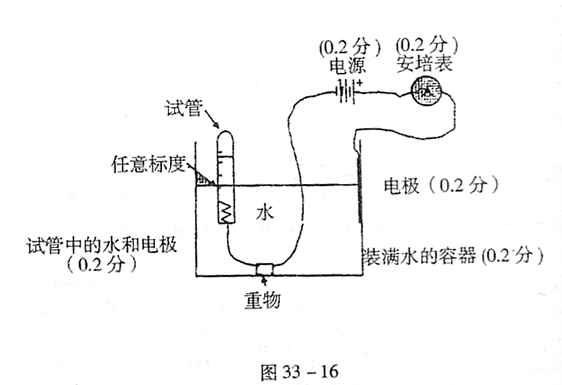 (0.2分) (0.2分)
电源 安培表
+
A
试管
任意标度
水
电极(0.2分)
试管中的水和电极
(0.2分)
装满水的容器(0.2分)
重物
图33-16